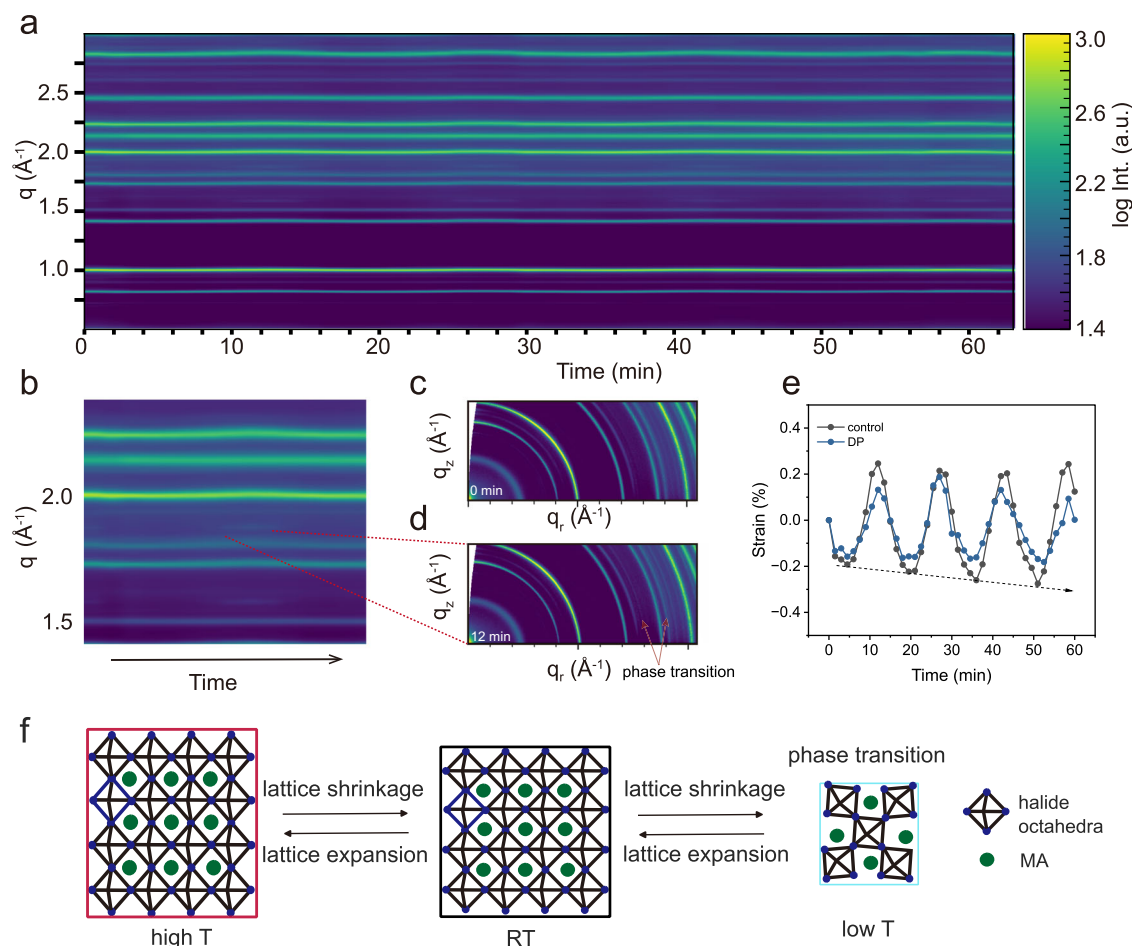 a
q (Å⁻¹)
2.5
2.0
1.5
1.0
0
10
20
30
40
50
60
Time (min)
3.0
2.6
2.2
1.8
1.4
log Int. (a.u.)
b
q (Å⁻¹)
2.0
1.5
Time
c
q_z (Å⁻¹)
0 min
q_r (Å⁻¹)
d
q_z (Å⁻¹)
12 min
q_r (Å⁻¹)
phase transition
e
control
DP
Strain (%)
0.4
0.2
0.0
−0.2
−0.4
0
10
20
30
40
50
60
Time (min)
f
high T
lattice shrinkage
lattice expansion
RT
lattice shrinkage
lattice expansion
phase transition
low T
halide
octahedra
MA